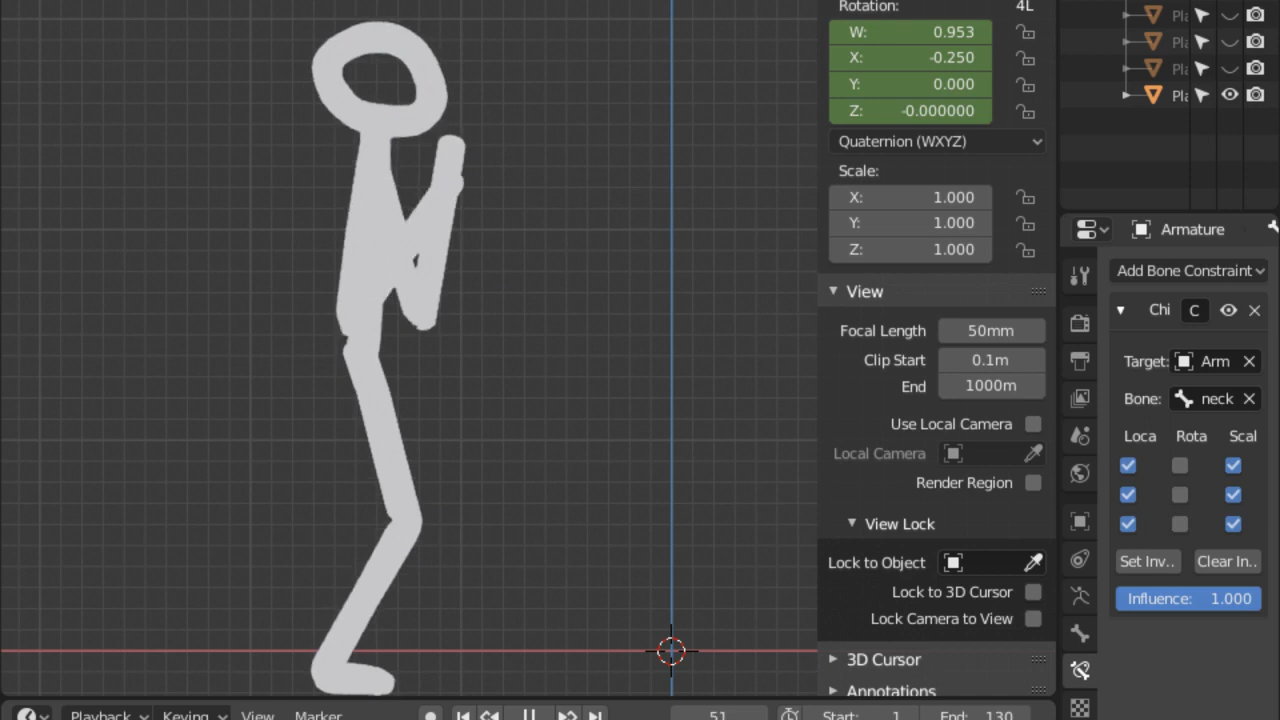 Rotation: 4L
W: 0.953
X: -0.250
Y: 0.000
Z: -0.000000
Quaternion (WXYZ)
Scale:
X: 1.000
Y: 1.000
Z: 1.000
View
Focal Length 50mm
Clip Start 0.1m
End 1000m
Use Local Camera
Local Camera
Render Region
View Lock
Lock to Object
Lock to 3D Cursor
Lock Camera to View
3D Cursor
Annotations
Pla
Pla
Pla
Pla
Armature
Add Bone Constraint
Chi C
Target: Arm
Bone: neck
Loca Rota Scal
Set Inv.. Clear In..
Influence: 1.000
Playback Keying View Marker 51 Start: 1 End: 130